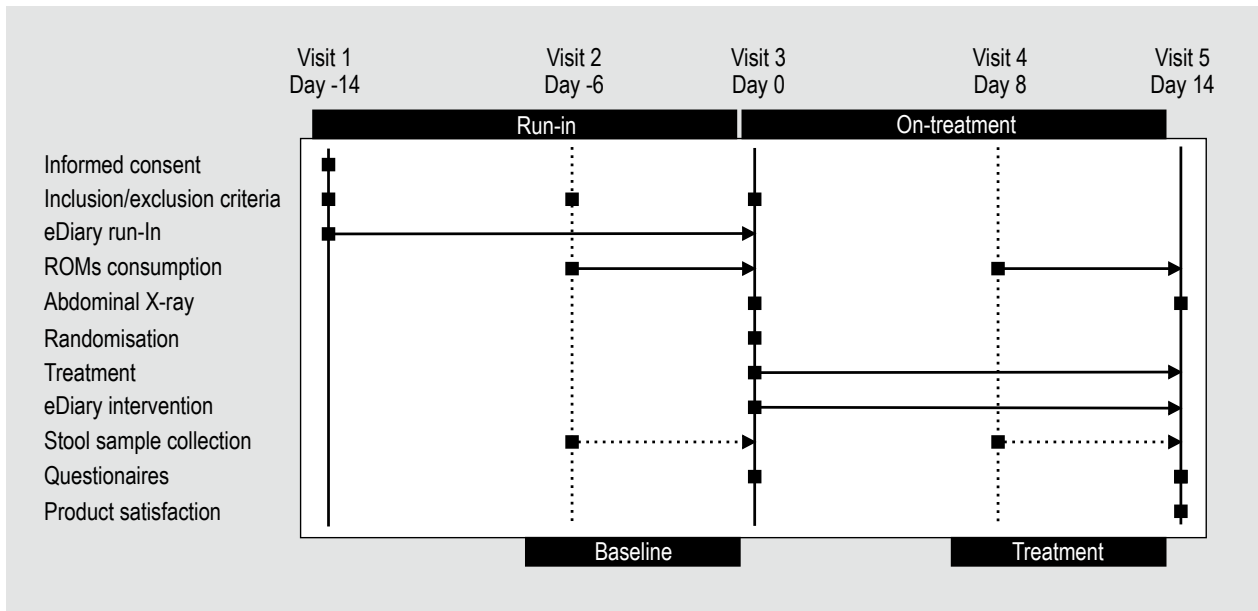 Visit 1
Day -14
Visit 2
Day -6
Visit 3
Day 0
Visit 4
Day 8
Visit 5
Day 14
Run-in
On-treatment
Informed consent
Inclusion/exclusion criteria
eDiary run-In
ROMs consumption
Abdominal X-ray
Randomisation
Treatment
eDiary intervention
Stool sample collection
Questionaires
Product satisfaction
Baseline
Treatment